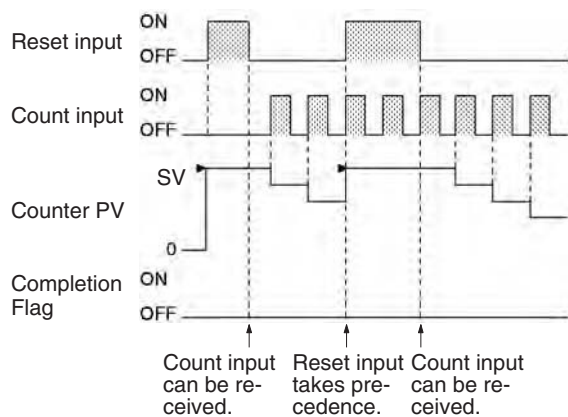 ON
Reset input
OFF
ON
Count input
OFF
SV
Counter PV
0
ON
Completion
Flag
OFF
Count input
can be re-
ceived.
Reset input
takes pre-
cedence.
Count input
can be re-
ceived.